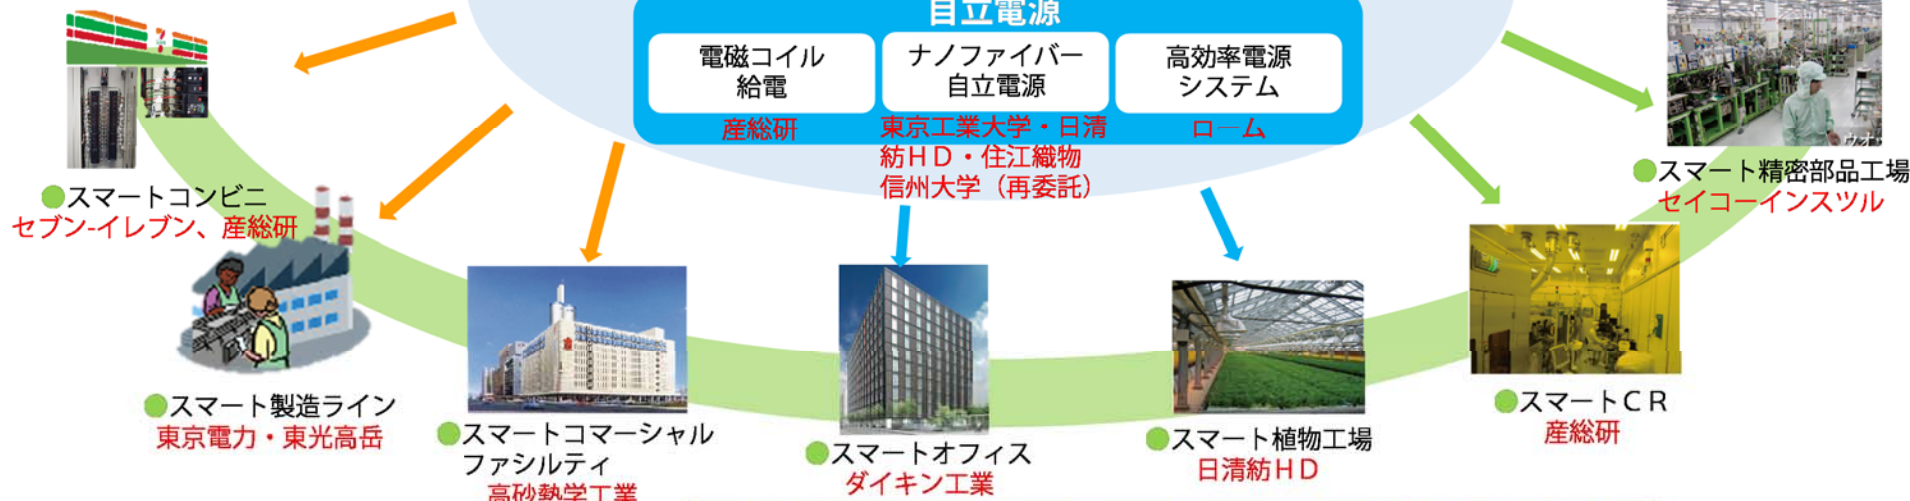 自立電源
電磁コイル
給電
ナノファイバー
自立電源
高効率電源
システム
産総研
東京工業大学・日清
紡ＨＤ・住江織物
信州大学（再委託）
ローム
●スマートコンビニ
セブン-イレブン、産総研
●スマート製造ライン
東京電力・東光高岳
●スマートコマーシャル
ファシルティ
高砂熱学工業
●スマートオフィス
ダイキン工業
●スマート植物工場
日清紡ＨＤ
●スマートＣＲ
産総研
ウオッ
●スマート精密部品工場
セイコーインスツル